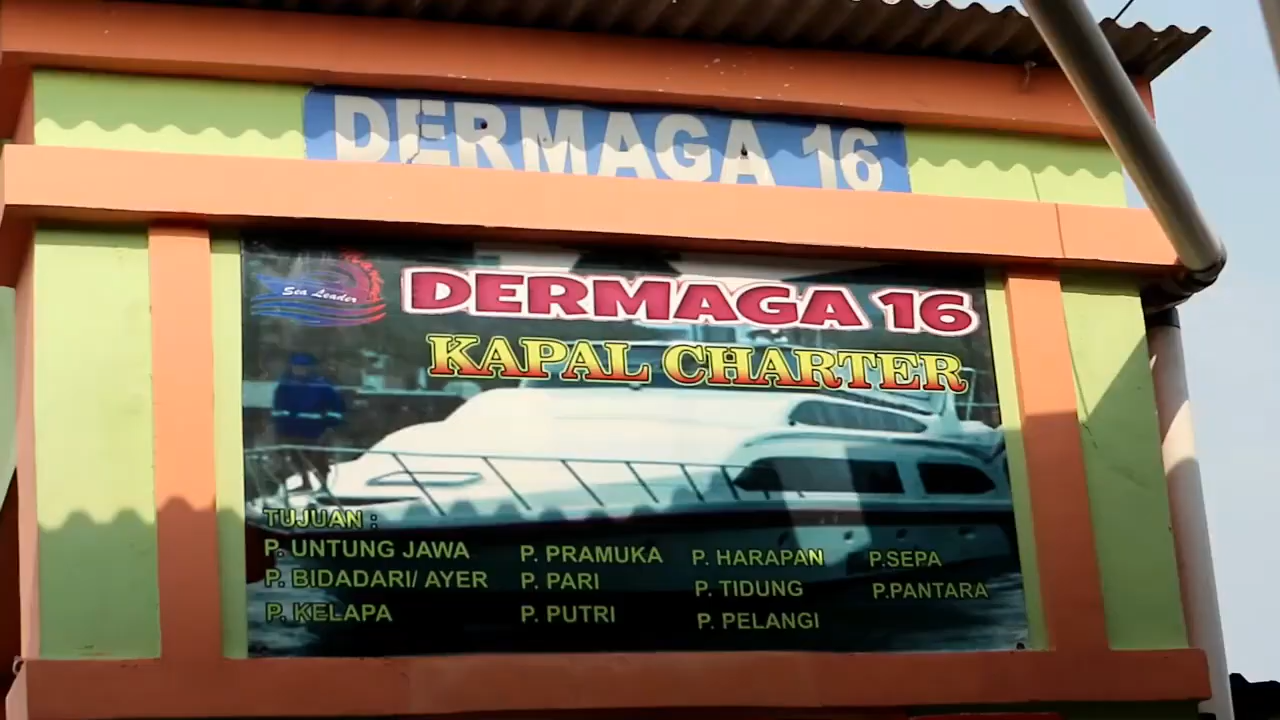 DERMAGA 16
Sea Leader
DERMAGA 16
KAPAL CHARTER
TUJUAN :
P. UNTUNG JAWA
P. BIDADARI/ AYER
P. KELAPA
P. PRAMUKA
P. PARI
P. PUTRI
P. HARAPAN
P. TIDUNG
P. PELANGI
P.SEPA
P.PANTARA